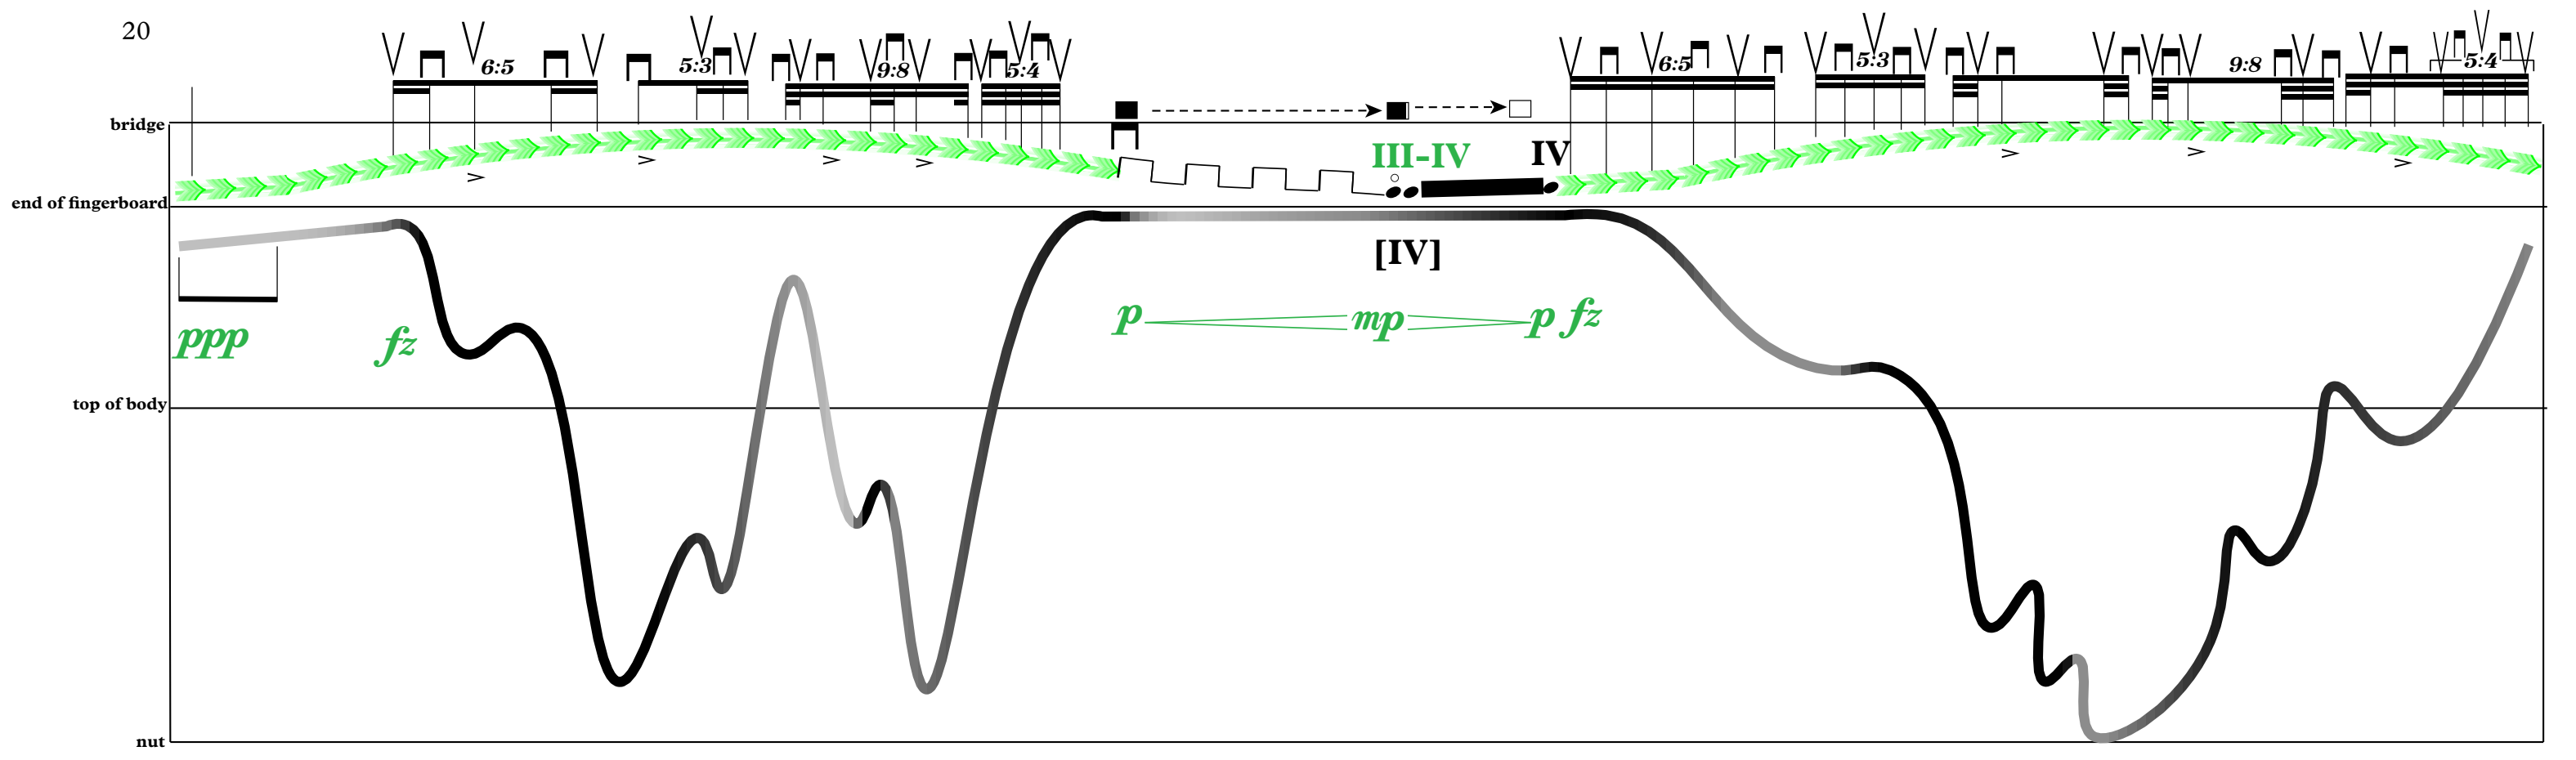 20
6:5 5:3 9:8 5:4 6:5 5:3 9:8 5:4
bridge
III-IV IV
end of fingerboard
[IV]
ppp fz p mp p fz
top of body
nut